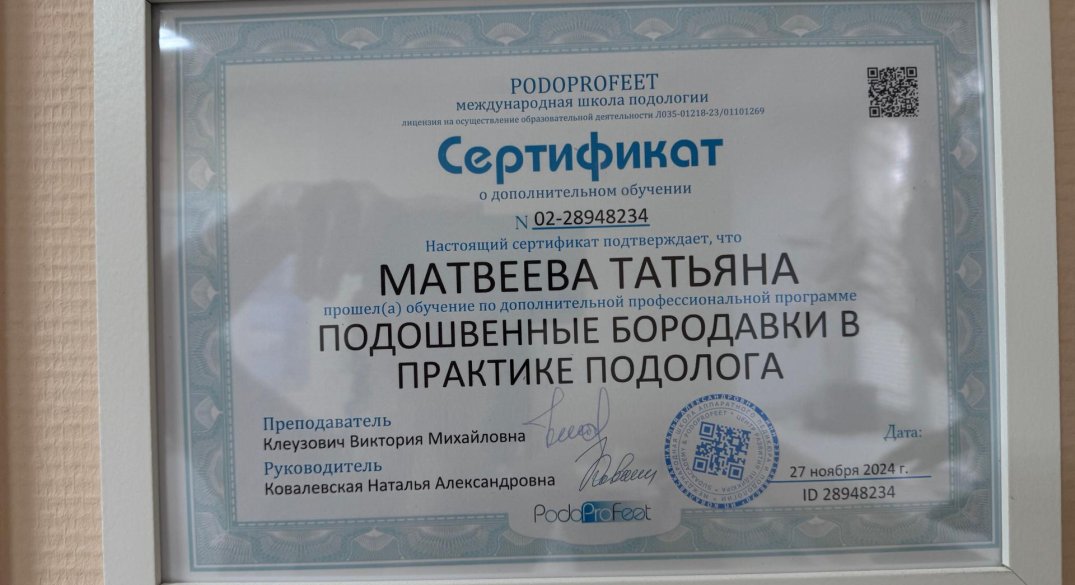 PODOPROFEET
международная школа подологии
лицензия на осуществление образовательной деятельности Л035-01218-23/01101269
Сертификат
о дополнительном обучении
N 02-28948234
Настоящий сертификат подтверждает, что
МАТВЕЕВА ТАТЬЯНА
прошел(а) обучение по дополнительной профессиональной программе
ПОДОШВЕННЫЕ БОРОДАВКИ В
ПРАКТИКЕ ПОДОЛОГА
Преподаватель
Клеузович Виктория Михайловна
Руководитель
Ковалевская Наталья Александровна
Дата:
27 ноября 2024 г.
ID 28948234
PodoProFeet